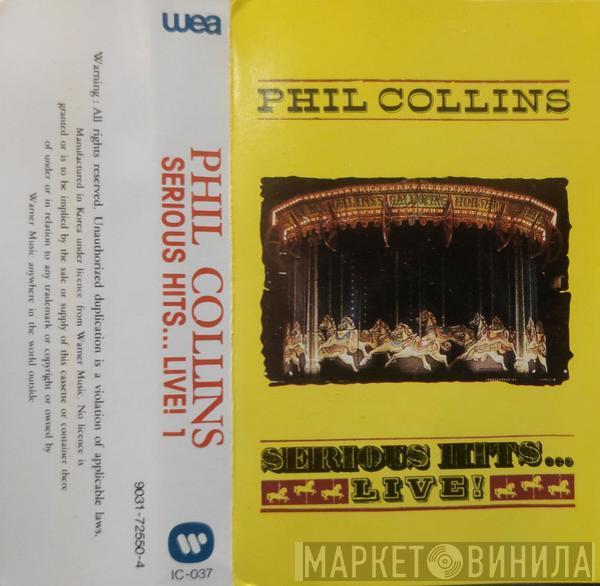 wea
PHIL COLLINS
SERIOUS HITS... LIVE! 1
IC-037
9031-72550-4
Warning : All rights reserved. Unauthorized duplication is a violation of applicable laws.
Manufactured in Korea under licence from Warner Music. No licence is
granted or is to be implied by the sale or supply of this cassette or container there
of under or in relation to any trademark or copyright or owned by
Warner Music anywhere in the world outside
PHIL COLLINS
GALLOPING HORSES
SERIOUS HITS...
LIVE!
МАРКЕТ ВИНИЛА